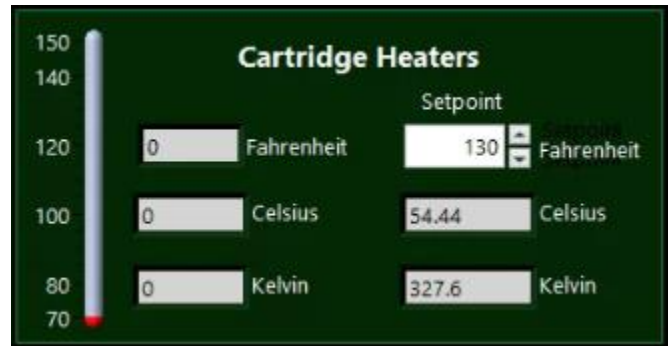 Cartridge Heaters
150
140
120
100
80
70
Setpoint
0 Fahrenheit
130 Fahrenheit
0 Celsius
54.44 Celsius
0 Kelvin
327.6 Kelvin